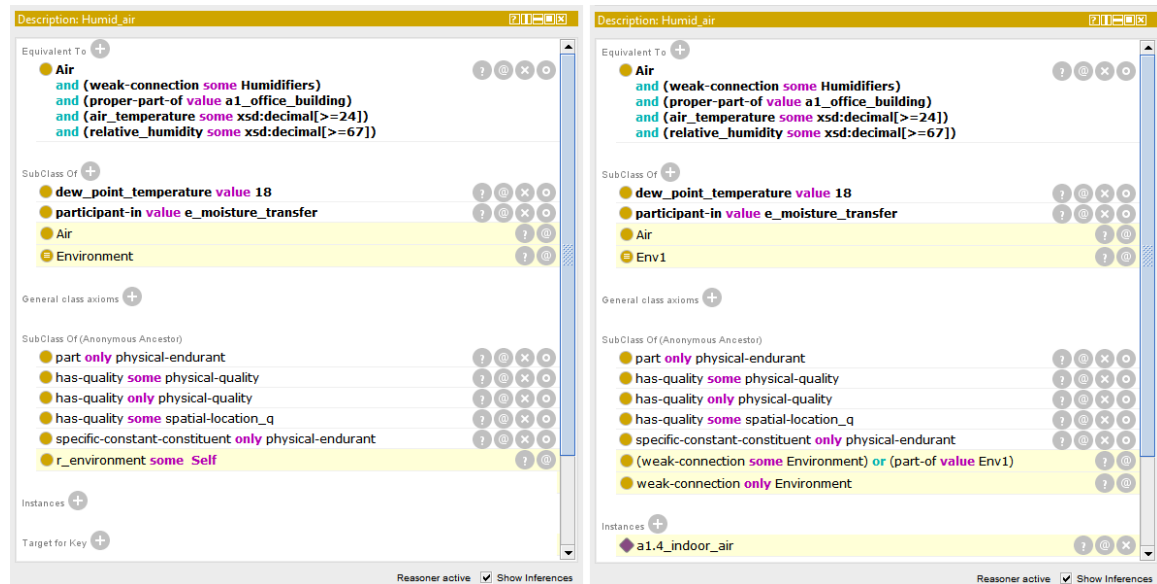 Description: Humid_air
Equivalent To
Air
and (weak-connection some Humidifiers)
and (proper-part-of value a1_office_building)
and (air_temperature some xsd:decimal[>=24])
and (relative_humidity some xsd:decimal[>=67])
SubClass Of
dew_point_temperature value 18
participant-in value e_moisture_transfer
Air
Environment
General class axioms
SubClass Of (Anonymous Ancestor)
part only physical-endurant
has-quality some physical-quality
has-quality only physical-quality
has-quality some spatial-location_q
specific-constant-constituent only physical-endurant
r_environment some Self
Instances
Target for Key
Reasoner active Show Inferences
Description: Humid_air
Equivalent To
Air
and (weak-connection some Humidifiers)
and (proper-part-of value a1_office_building)
and (air_temperature some xsd:decimal[>=24])
and (relative_humidity some xsd:decimal[>=67])
SubClass Of
dew_point_temperature value 18
participant-in value e_moisture_transfer
Air
Env1
General class axioms
SubClass Of (Anonymous Ancestor)
part only physical-endurant
has-quality some physical-quality
has-quality only physical-quality
has-quality some spatial-location_q
specific-constant-constituent only physical-endurant
(weak-connection some Environment) or (part-of value Env1)
weak-connection only Environment
Instances
a1.4_indoor_air
Reasoner active Show Inferences